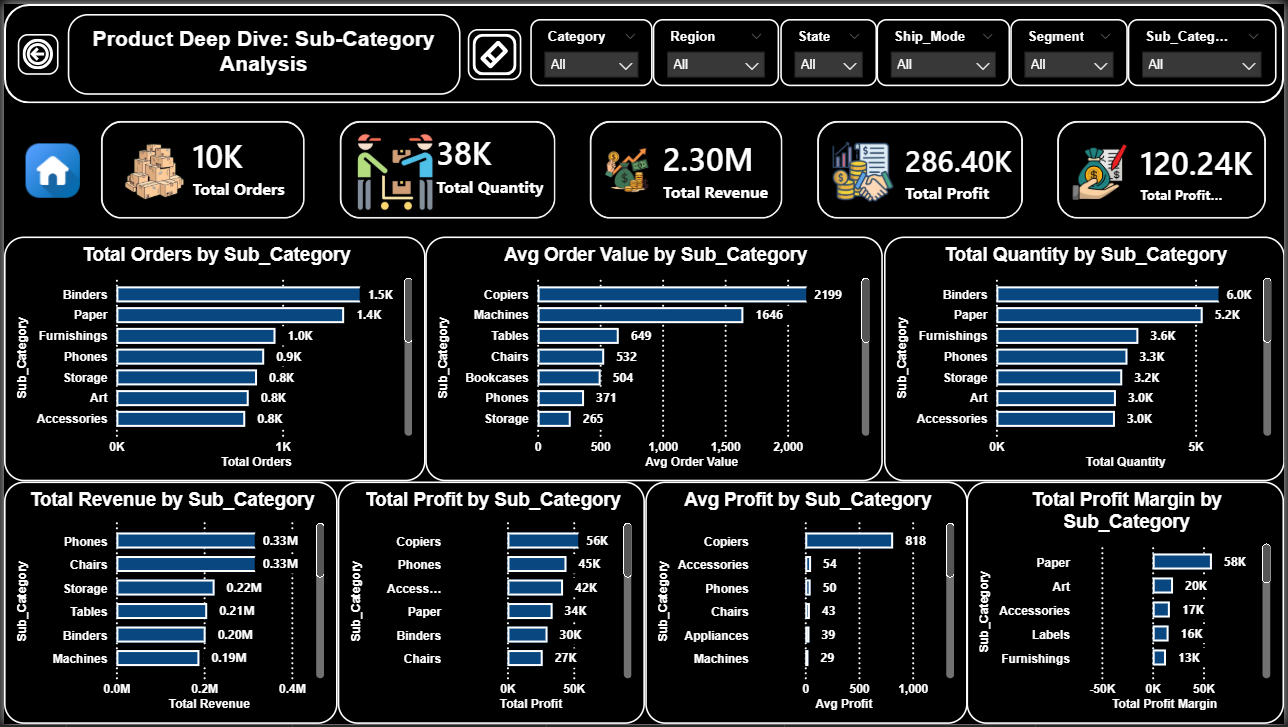 Product Deep Dive: Sub-Category
Analysis
Category
All
Region
All
State
All
Ship_Mode
All
Segment
All
Sub_Categ...
All
10K
Total Orders
38K
Total Quantity
2.30M
Total Revenue
286.40K
Total Profit
120.24K
Total Profit...
Total Orders by Sub_Category
Sub_Category
Binders 1.5K
Paper 1.4K
Furnishings 1.0K
Phones 0.9K
Storage 0.8K
Art 0.8K
Accessories 0.8K
0K 1K
Total Orders
Avg Order Value by Sub_Category
Sub_Category
Copiers 2199
Machines 1646
Tables 649
Chairs 532
Bookcases 504
Phones 371
Storage 265
0 500 1,000 1,500 2,000
Avg Order Value
Total Quantity by Sub_Category
Sub_Category
Binders 6.0K
Paper 5.2K
Furnishings 3.6K
Phones 3.3K
Storage 3.2K
Art 3.0K
Accessories 3.0K
0K 5K
Total Quantity
Total Revenue by Sub_Category
Sub_Category
Phones 0.33M
Chairs 0.33M
Storage 0.22M
Tables 0.21M
Binders 0.20M
Machines 0.19M
0.0M 0.2M 0.4M
Total Revenue
Total Profit by Sub_Category
Sub_Category
Copiers 56K
Phones 45K
Access... 42K
Paper 34K
Binders 30K
Chairs 27K
0K 50K
Total Profit
Avg Profit by Sub_Category
Sub_Category
Copiers 818
Accessories 54
Phones 50
Chairs 43
Appliances 39
Machines 29
0 500 1,000
Avg Profit
Total Profit Margin by
Sub_Category
Sub_Category
Paper 58K
Art 20K
Accessories 17K
Labels 16K
Furnishings 13K
-50K 0K 50K
Total Profit Margin